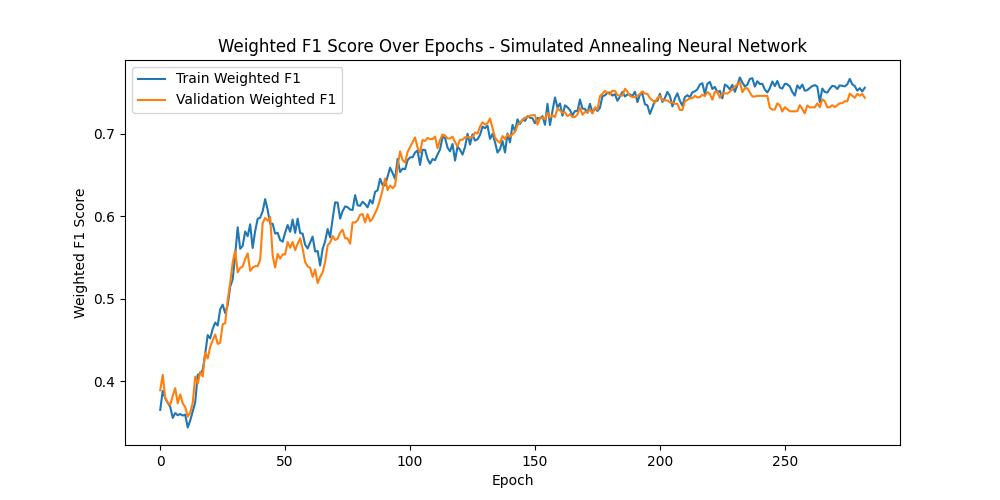 Weighted F1 Score Over Epochs - Simulated Annealing Neural Network
Train Weighted F1
Validation Weighted F1
Weighted F1 Score
0.7
0.6
0.5
0.4
0 50 100 150 200 250
Epoch